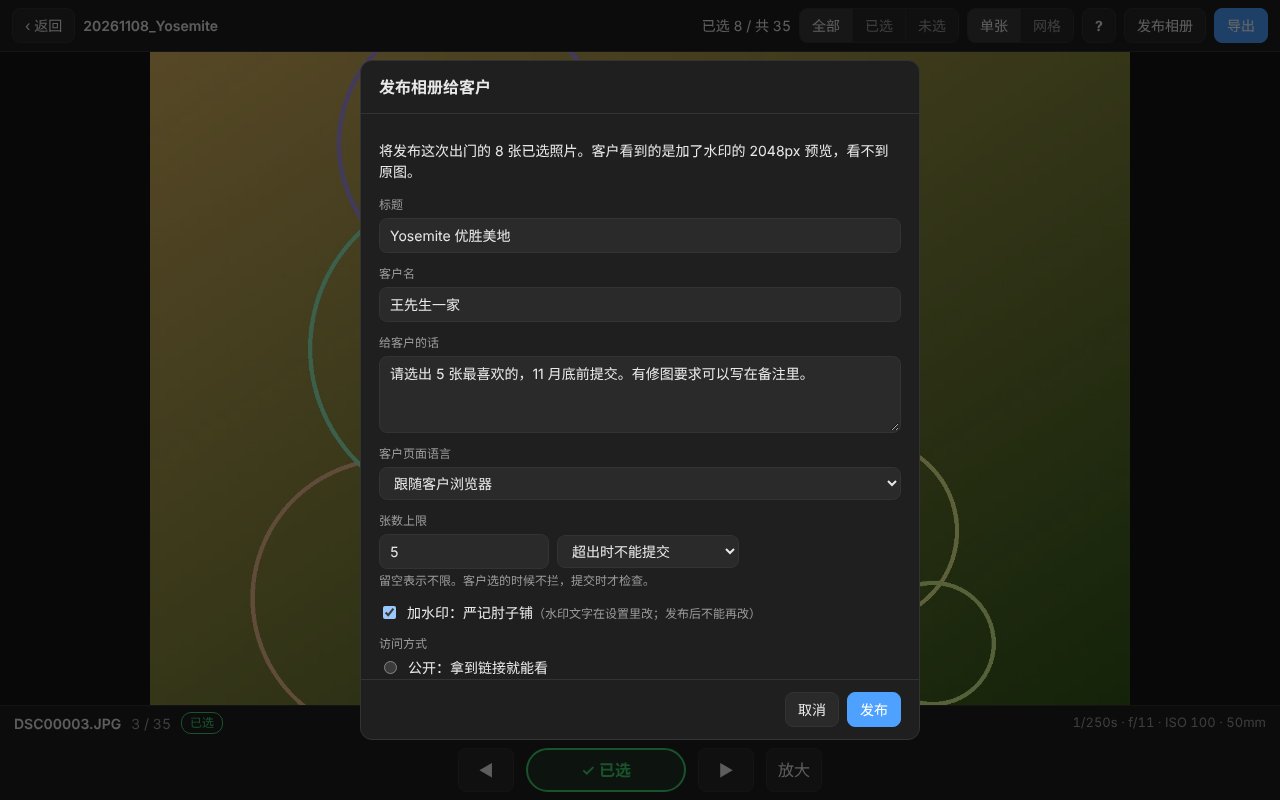 ‹ 返回
20261108_Yosemite
已选 8 / 共 35
全部
已选
未选
单张
网格
?
发布相册
导出
发布相册给客户
将发布这次出门的 8 张已选照片。客户看到的是加了水印的 2048px 预览，看不到
原图。
标题
Yosemite 优胜美地
客户名
王先生一家
给客户的话
请选出 5 张最喜欢的，11 月底前提交。有修图要求可以写在备注里。
客户页面语言
跟随客户浏览器
张数上限
5
超出时不能提交
留空表示不限。客户选的时候不拦，提交时才检查。
加水印：严记肘子铺（水印文字在设置里改；发布后不能再改）
访问方式
公开：拿到链接就能看
取消
发布
DSC00003.JPG
3 / 35
已选
1/250s · f/11 · ISO 100 · 50mm
◀
✓ 已选
▶
放大